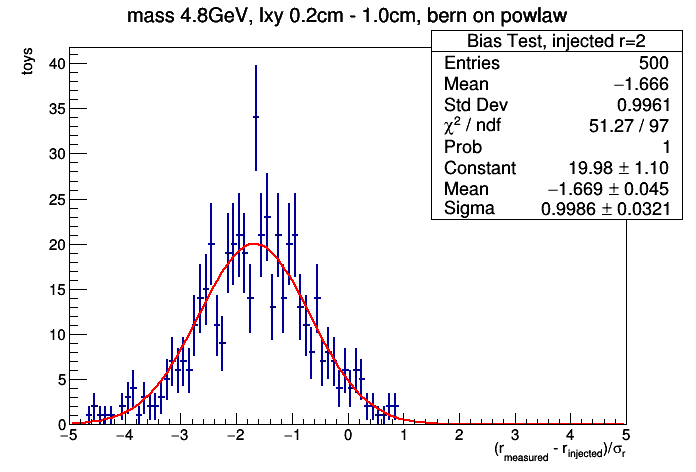 mass 4.8GeV, lxy 0.2cm - 1.0cm, bern on powlaw
Bias Test, injected r=2
Entries 500
Mean −1.666
Std Dev 0.9961
χ² / ndf 51.27 / 97
Prob 1
Constant 19.98 ± 1.10
Mean −1.669 ± 0.045
Sigma 0.9986 ± 0.0321
toys
40
35
30
25
20
15
10
5
0
−5 −4 −3 −2 −1 0 1 2 3 4 5
(r_measured - r_injected)/σ_r